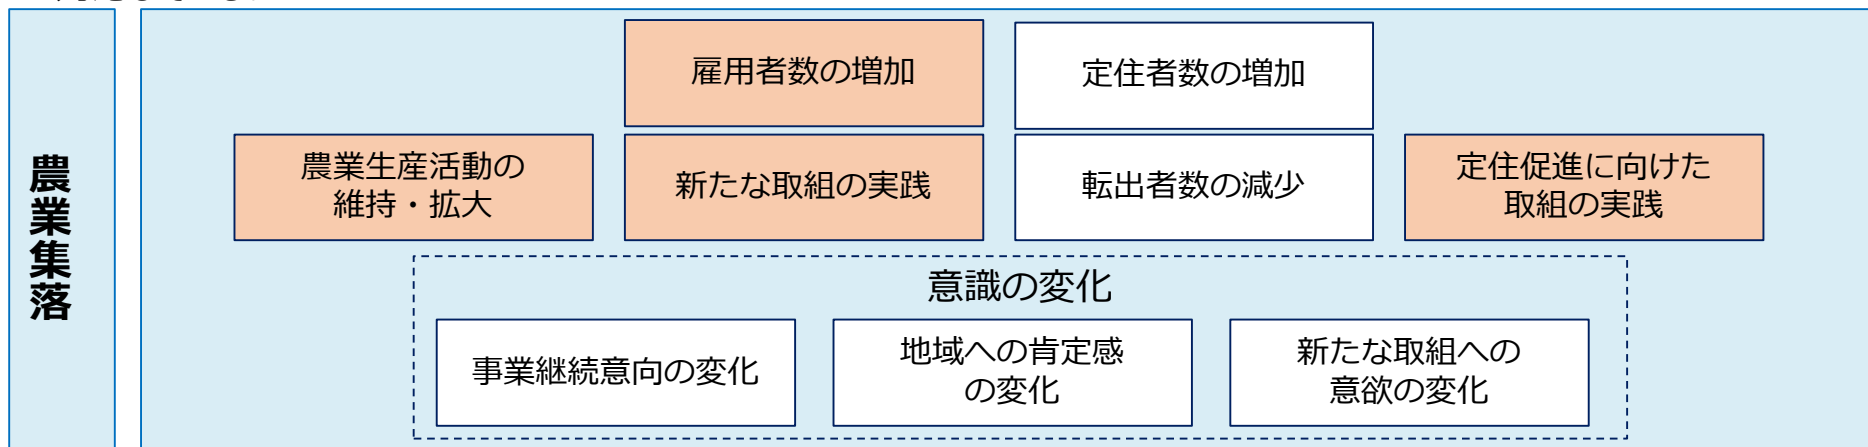 農業集落
雇用者数の増加
定住者数の増加
農業生産活動の
維持・拡大
新たな取組の実践
転出者数の減少
定住促進に向けた
取組の実践
意識の変化
事業継続意向の変化
地域への肯定感
の変化
新たな取組への
意欲の変化